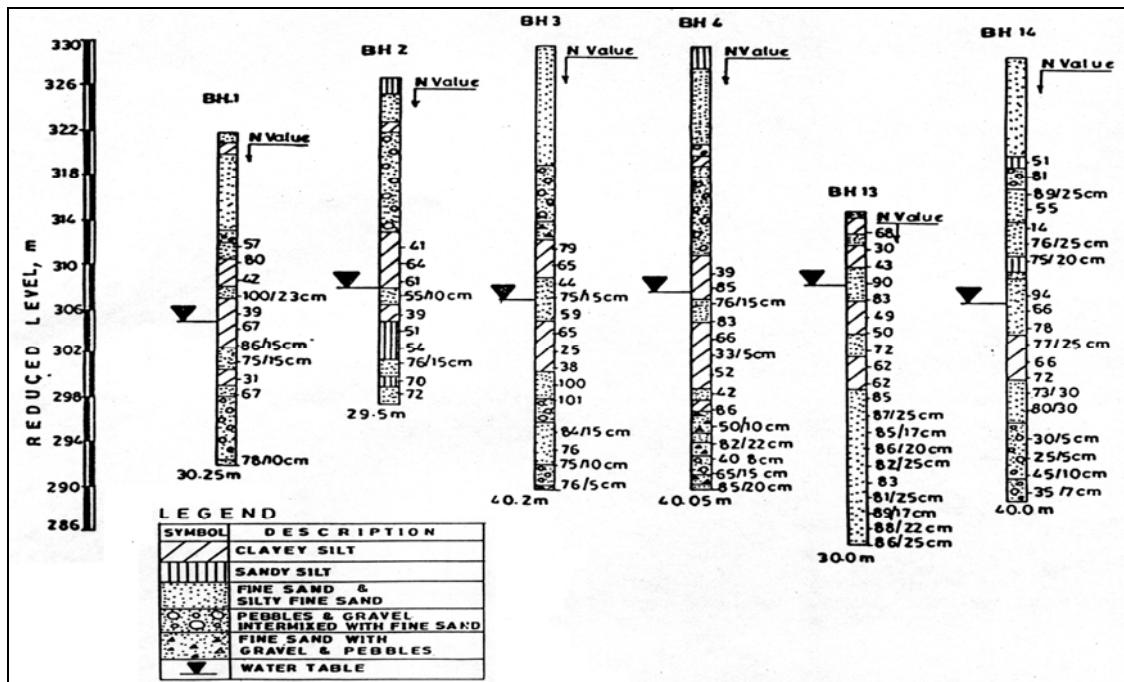 REDUCED LEVEL, m
330
326
322
318
314
310
306
302
298
294
290
286
BH.1
N Value
57
80
42
100/23cm
39
67
86/15cm
75/15cm
31
67
78/10cm
30.25m
BH 2
N Value
41
64
61
55/10cm
39
51
54
76/15cm
70
72
29.5m
BH 3
N Value
79
65
44
75/15cm
59
65
25
38
100
101
84/15cm
76
75/10cm
76/5cm
40.2m
BH 4
N Value
39
85
76/15cm
83
66
33/5cm
52
42
86
50/10cm
82/22cm
40 8cm
65/15cm
85/20cm
40.05m
BH 13
N Value
68
30
43
90
83
49
50
72
62
62
85
87/25cm
85/17cm
86/20cm
82/25cm
83
81/25cm
89/17cm
88/22cm
86/25cm
30.0m
BH 14
N Value
51
81
89/25cm
55
14
76/25cm
75/20cm
94
66
78
77/25cm
66
72
73/30
80/30
30/5cm
25/5cm
45/10cm
35/7cm
40.0m
LEGEND
SYMBOL DESCRIPTION
CLAYEY SILT
SANDY SILT
FINE SAND &
SILTY FINE SAND
PEBBLES & GRAVEL
INTERMIXED WITH FINE SAND
FINE SAND WITH
GRAVEL & PEBBLES
WATER TABLE